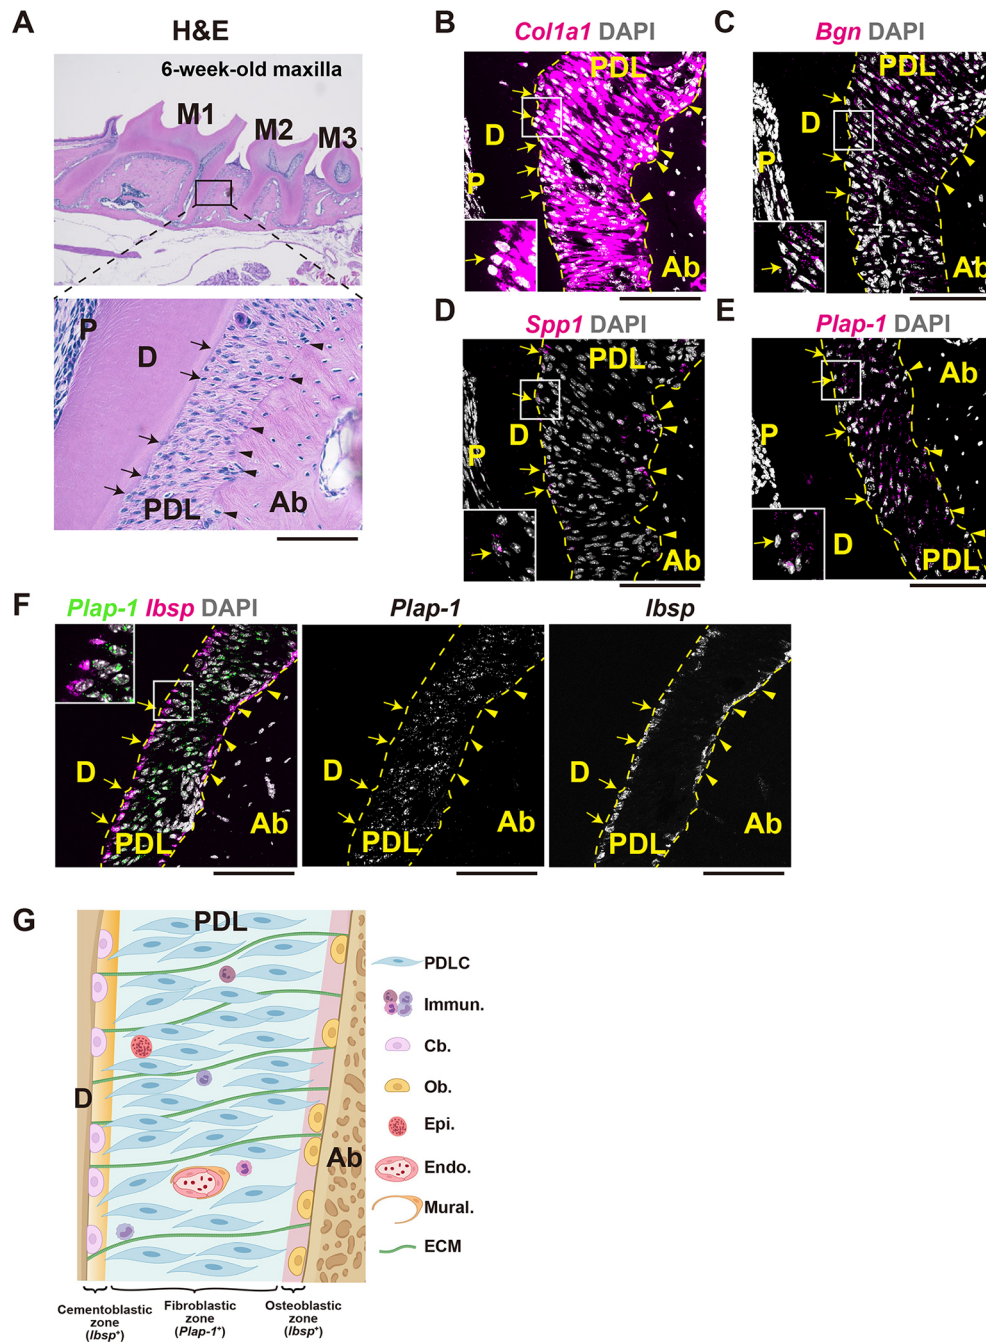 A
H&E
6-week-old maxilla
M1
M2
M3
P
D
PDL
Ab
B
Col1a1 DAPI
PDL
D
P
Ab
C
Bgn DAPI
PDL
D
P
Ab
D
Spp1 DAPI
PDL
D
P
Ab
E
Plap-1 DAPI
Ab
P
D
PDL
F
Plap-1 Ibsp DAPI
D
Ab
PDL
Plap-1
D
Ab
PDL
Ibsp
D
Ab
PDL
G
PDL
D
Ab
PDLC
Immun.
Cb.
Ob.
Epi.
Endo.
Mural.
ECM
Cementoblastic
zone
(Ibsp⁺)
Fibroblastic
zone
(Plap-1⁺)
Osteoblastic
zone
(Ibsp⁺)